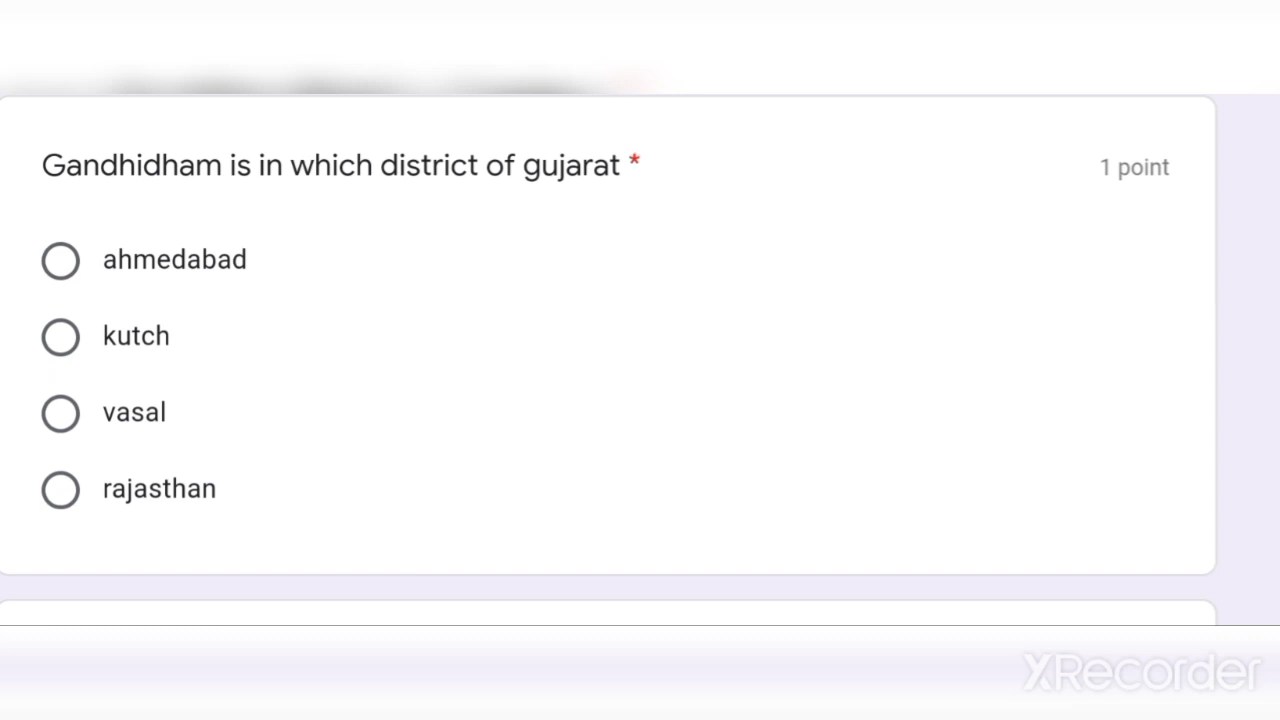 Gandhidham is in which district of gujarat *
1 point
ahmedabad
kutch
vasal
rajasthan
XRecorder